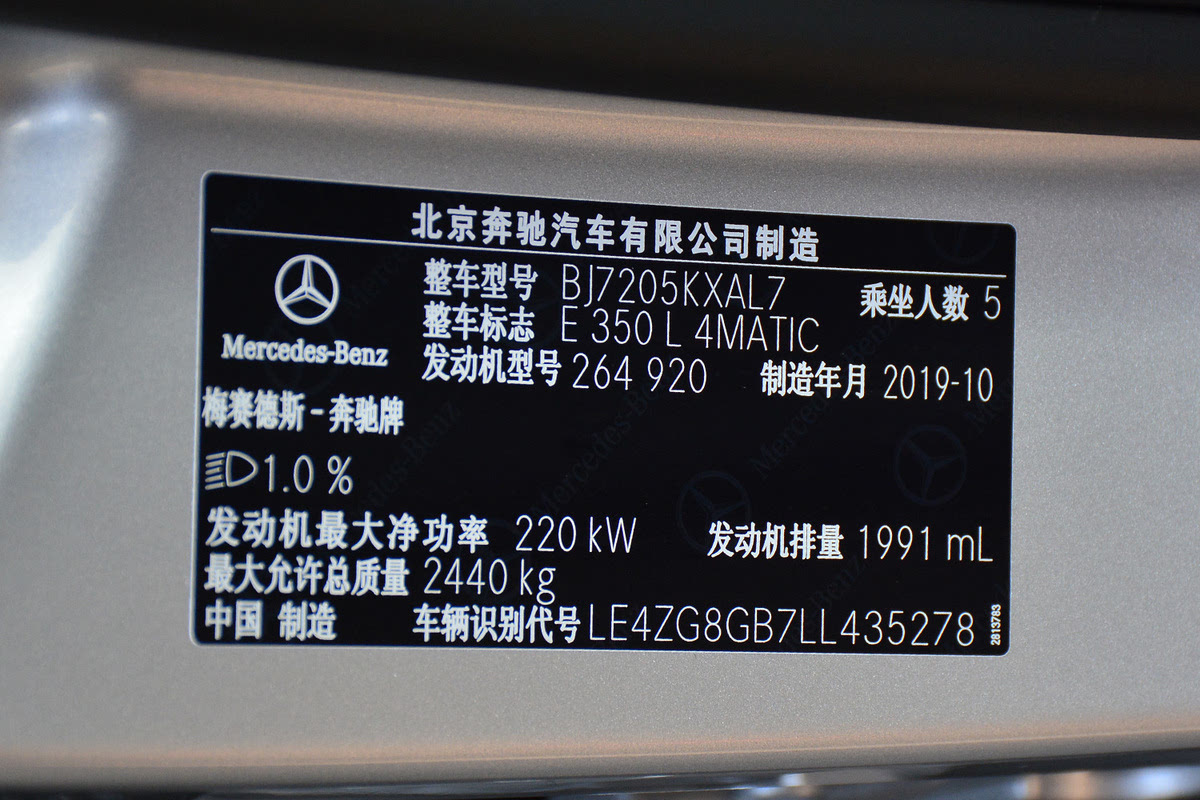 北京奔驰汽车有限公司制造
Mercedes-Benz
梅赛德斯-奔驰牌
整车型号 BJ7205KXAL7 乘坐人数 5
整车标志 E 350 L 4MATIC
发动机型号 264 920 制造年月 2019-10
1.0 %
发动机最大净功率 220 kW 发动机排量 1991 mL
最大允许总质量 2440 kg
中国 制造 车辆识别代号 LE4ZG8GB7LL435278
2813783